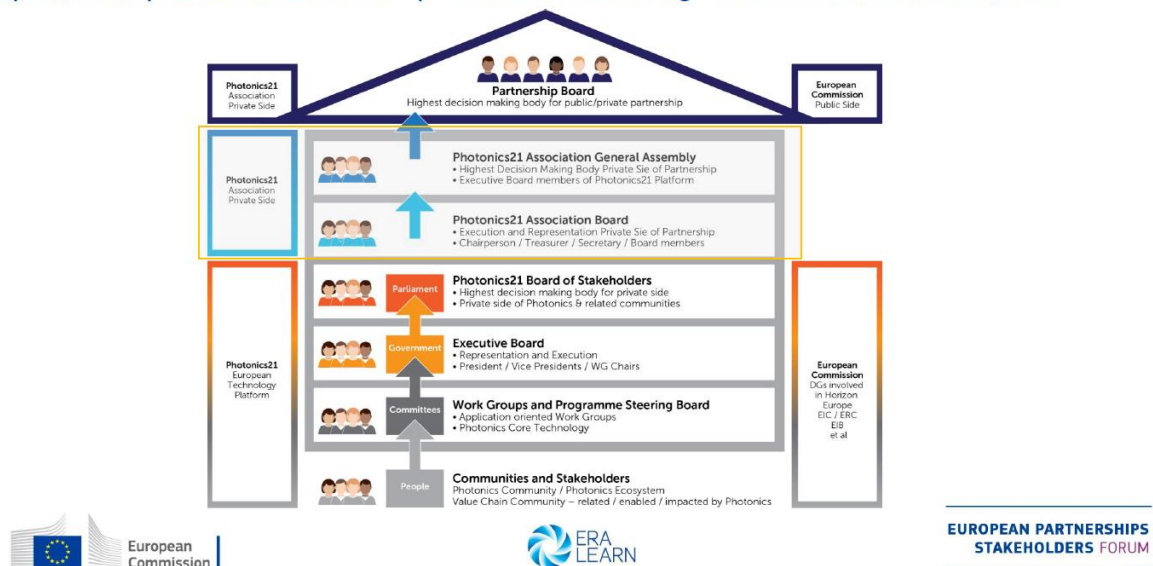 Partnership Board
Highest decision making body for public/private partnership
Photonics21
Association
Private Side
European
Commission
Public Side
Photonics21
Association
Private Side
Photonics21 Association General Assembly
• Highest Decision Making Body Private Sie of Partnership
• Executive Board members of Photonics21 Platform
Photonics21 Association Board
• Execution and Representation Private Sie of Partnership
• Chairperson / Treasurer / Secretary / Board members
Photonics21
European
Technology
Platform
Parliament
Photonics21 Board of Stakeholders
• Highest decision making body for private side
• Private side of Photonics & related communities
Government
Executive Board
• Representation and Execution
• President / Vice Presidents / WG Chairs
Committees
Work Groups and Programme Steering Board
• Application oriented Work Groups
• Photonics Core Technology
People
Communities and Stakeholders
Photonics Community / Photonics Ecosystem
Value Chain Community – related / enabled / impacted by Photonics
European
Commission
DGs involved
in Horizon
Europe
EIC / ERC
EIB
et al
European
Commission
ERA
LEARN
EUROPEAN PARTNERSHIPS
STAKEHOLDERS FORUM